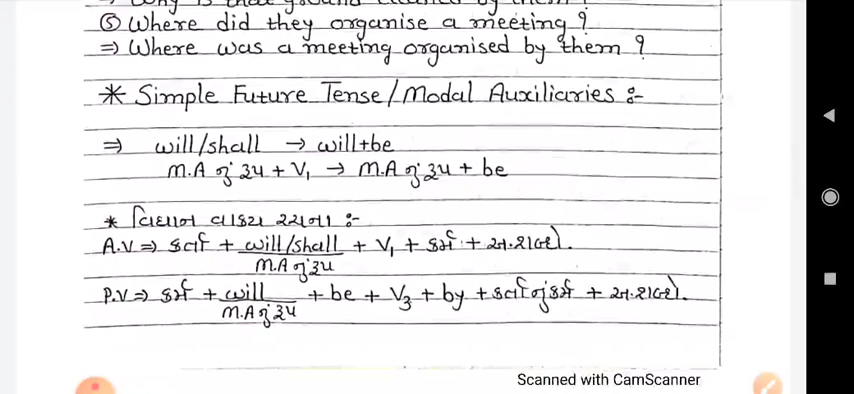 ⑤ Where did they organise a meeting ?
⇒ Where was a meeting organised by them ?
* Simple Future Tense / Modal Auxiliaries :-
⇒ will/shall → will+be
M.A નું રૂપ + V₁ → M.A નું રૂપ + be
* વિધાન વાક્ય રચના :-
A.V ⇒ કર્તા + will/shall + V₁ + કર્મ + અ.શબ્દો.
M.A નું રૂપ
P.V ⇒ કર્મ + will + be + V₃ + by + કર્તાનું કર્મ + અ.શબ્દો.
M.A નું રૂપ
Scanned with CamScanner